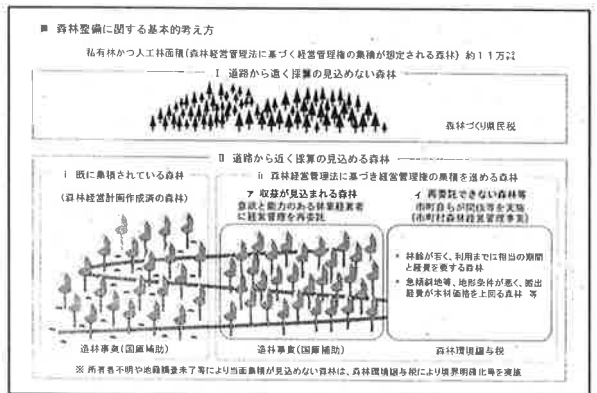 ■ 森林整備に関する基本的考え方
私有林かつ人工林面積(森林経営管理法に基づく経営管理権の集積が想定される森林) 約11万㌶
Ⅰ 道路から遠く採算の見込めない森林
森林づくり県民税
Ⅱ 道路から近く採算の見込める森林
ⅰ 既に集積されている森林
(森林経営計画作成済の森林)
造林事業(国庫補助)
ⅱ 森林経営管理法に基づき経営管理権の集積を進める森林
ア 収益が見込まれる森林
意欲と能力のある林業経営者
に経営管理を再委託
造林事業(国庫補助)
イ 再委託できない森林等
市町自らが間伐等を実施
(市町村森林経営管理事業)
・ 林齢が若く、利用までは相当の期間
と経費を要する森林
・ 急傾斜地等、地形条件が悪く、搬出
経費が木材価格を上回る森林 等
森林環境譲与税
※ 所有者不明や地籍調査未了等により当面集積が見込めない森林は、森林環境譲与税により境界明確化等を実施